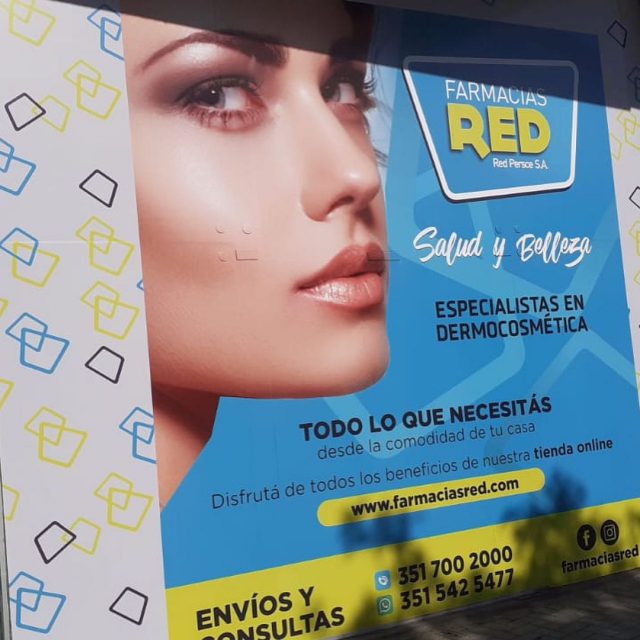 FARMACIAS
RED
Red Persce S.A.
Salud y Belleza
ESPECIALISTAS EN
DERMOCOSMÉTICA
TODO LO QUE NECESITÁS
desde la comodidad de tu casa
Disfrutá de todos los beneficios de nuestra tienda online
www.farmaciasred.com
ENVÍOS Y
CONSULTAS
351 700 2000
351 542 5477
farmaciasred